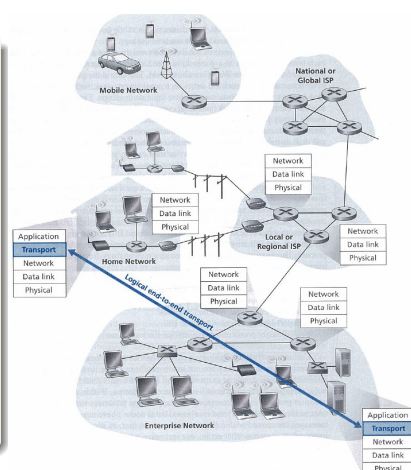 Mobile Network
National or
Global ISP
Network
Data link
Physical
Network
Data link
Physical
Application
Transport
Network
Data link
Physical
Home Network
Local or
Regional ISP
Network
Data link
Physical
Logical end-to-end transport
Network
Data link
Physical
Network
Data link
Physical
Enterprise Network
Application
Transport
Network
Data link
Physical